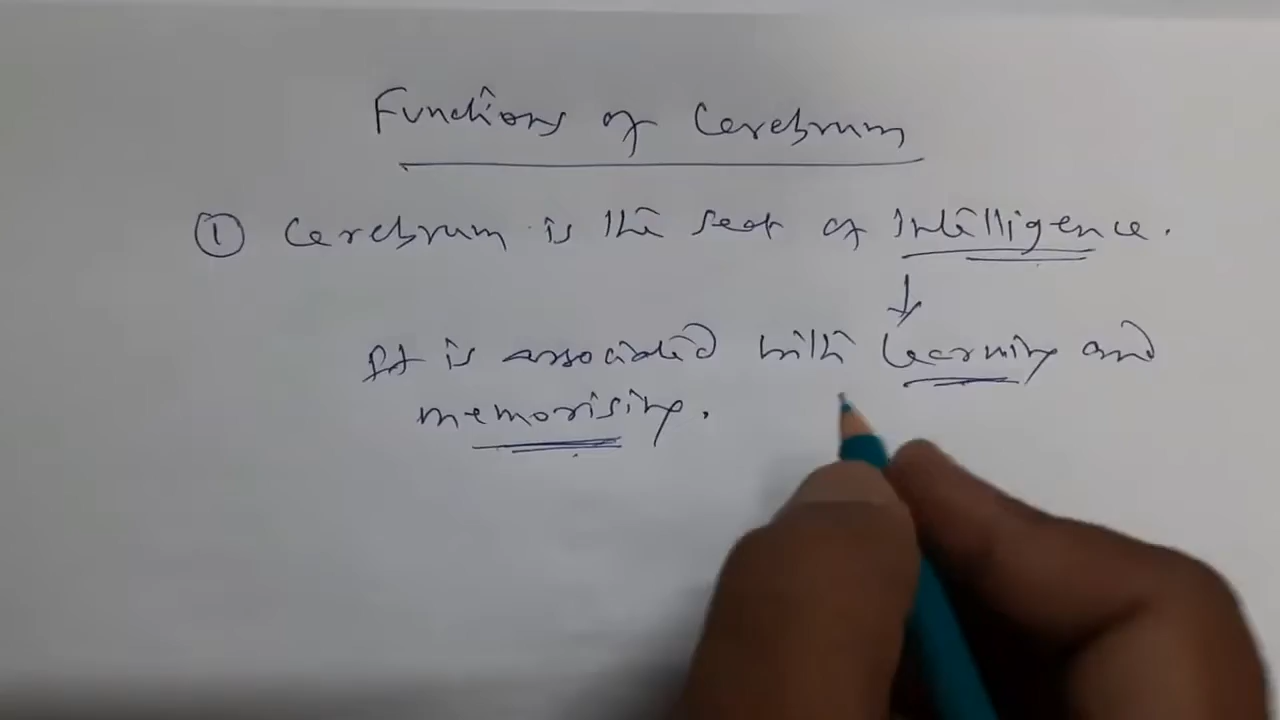 Functions of Cerebrum
① Cerebrum is the seat of Intelligence.
It is associated with learning and
memorising.